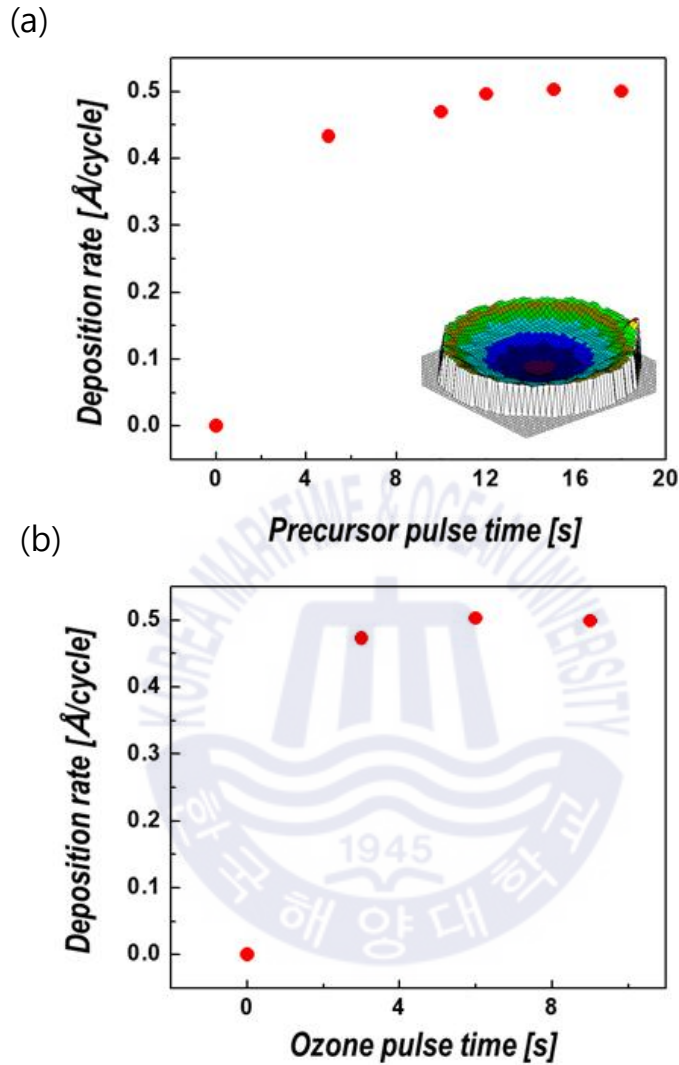 (a)
Deposition rate [Å/cycle]
0.5
0.4
0.3
0.2
0.1
0.0
0 4 8 12 16 20
Precursor pulse time [s]
(b)
KOREA MARITIME & OCEAN UNIVERSITY
Deposition rate [Å/cycle]
0.5
0.4
0.3
0.2
0.1
0.0
1945
한국해양대학교
0 4 8
Ozone pulse time [s]